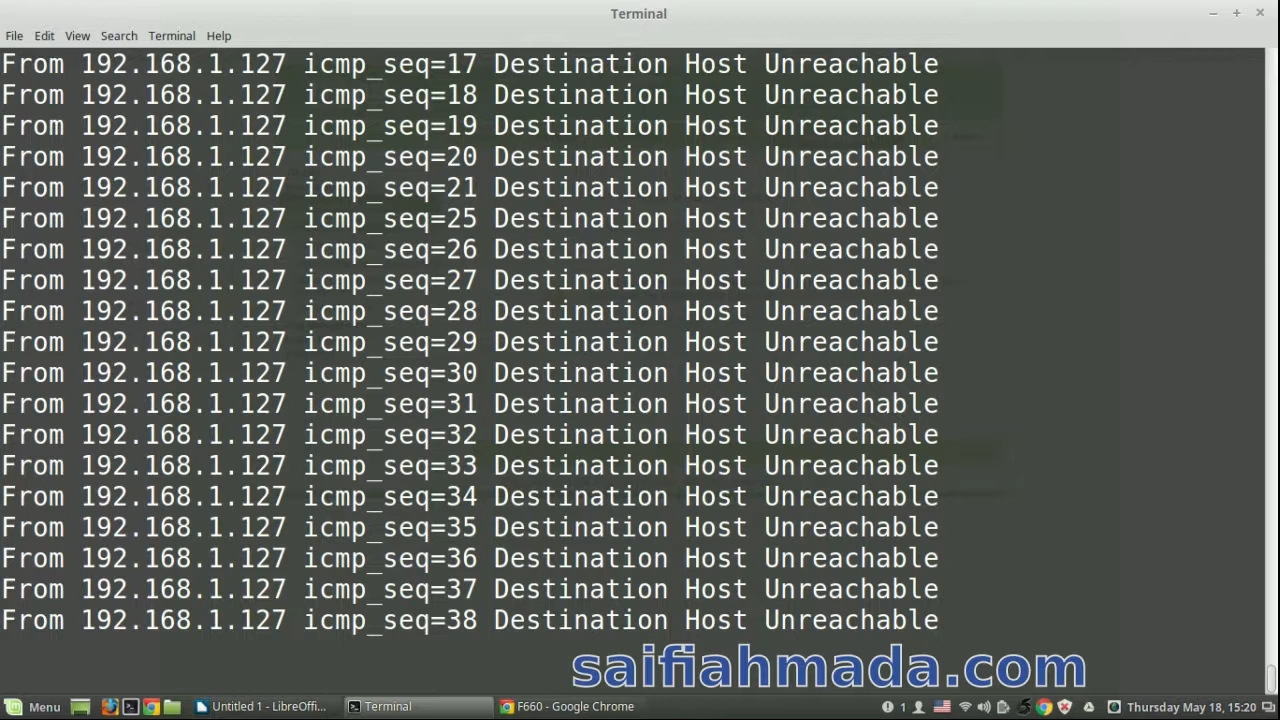 Terminal
File Edit View Search Terminal Help
From 192.168.1.127 icmp_seq=17 Destination Host Unreachable
From 192.168.1.127 icmp_seq=18 Destination Host Unreachable
From 192.168.1.127 icmp_seq=19 Destination Host Unreachable
From 192.168.1.127 icmp_seq=20 Destination Host Unreachable
From 192.168.1.127 icmp_seq=21 Destination Host Unreachable
From 192.168.1.127 icmp_seq=25 Destination Host Unreachable
From 192.168.1.127 icmp_seq=26 Destination Host Unreachable
From 192.168.1.127 icmp_seq=27 Destination Host Unreachable
From 192.168.1.127 icmp_seq=28 Destination Host Unreachable
From 192.168.1.127 icmp_seq=29 Destination Host Unreachable
From 192.168.1.127 icmp_seq=30 Destination Host Unreachable
From 192.168.1.127 icmp_seq=31 Destination Host Unreachable
From 192.168.1.127 icmp_seq=32 Destination Host Unreachable
From 192.168.1.127 icmp_seq=33 Destination Host Unreachable
From 192.168.1.127 icmp_seq=34 Destination Host Unreachable
From 192.168.1.127 icmp_seq=35 Destination Host Unreachable
From 192.168.1.127 icmp_seq=36 Destination Host Unreachable
From 192.168.1.127 icmp_seq=37 Destination Host Unreachable
From 192.168.1.127 icmp_seq=38 Destination Host Unreachable
saifiahmada.com
Menu Untitled 1 - LibreOffi... Terminal F660 - Google Chrome 1 Thursday May 18, 15:20